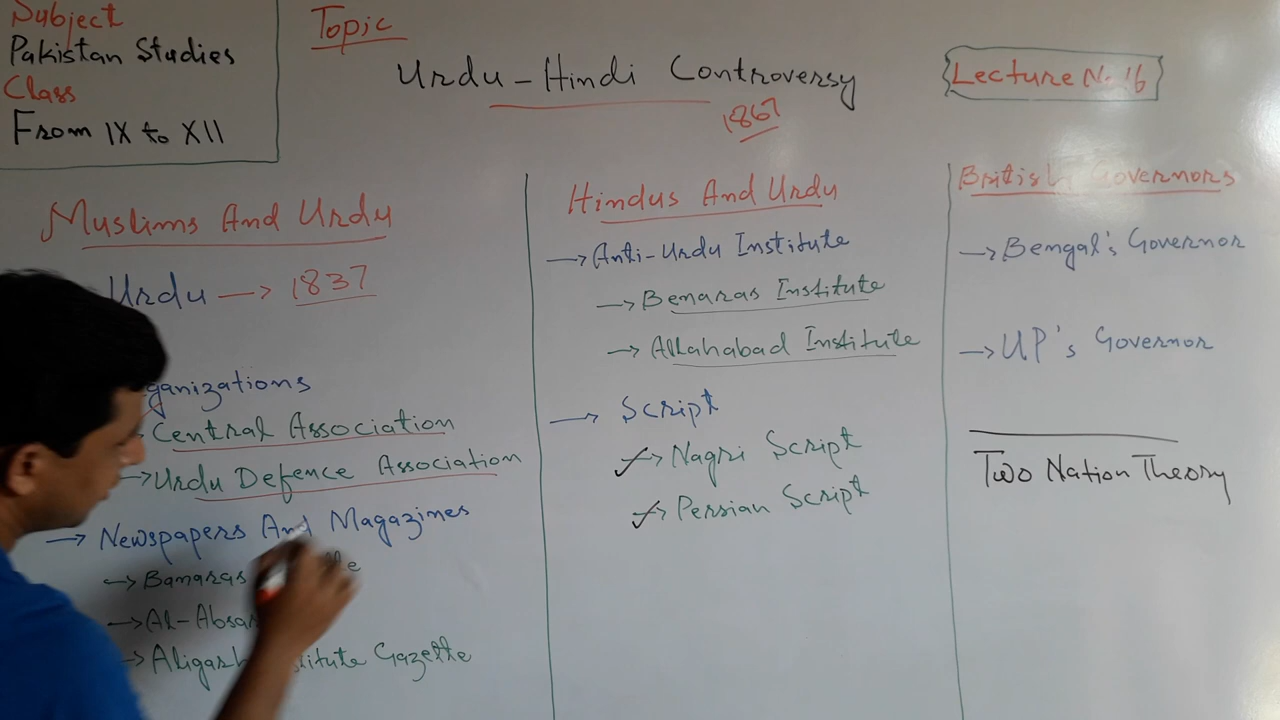 Subject
Pakistan Studies
Class
From IX to XII
Topic
Urdu - Hindi Controversy
1867
Lecture N. 16
Muslims And Urdu
Urdu → 1837
ganizations
Central Association
→ Urdu Defence Association
→ Newspapers And Magazines
→ Banaras
→ Al-Absar
→ Aligarh stitute Gazette
Hindus And Urdu
→ Anti-Urdu Institute
→ Benaras Institute
→ Allahabad Institute
→ Script
✓→ Nagri Script
✓→ Persian Script
British Governors
→ Bengal's Governor
→ UP's Governor
Two Nation Theory